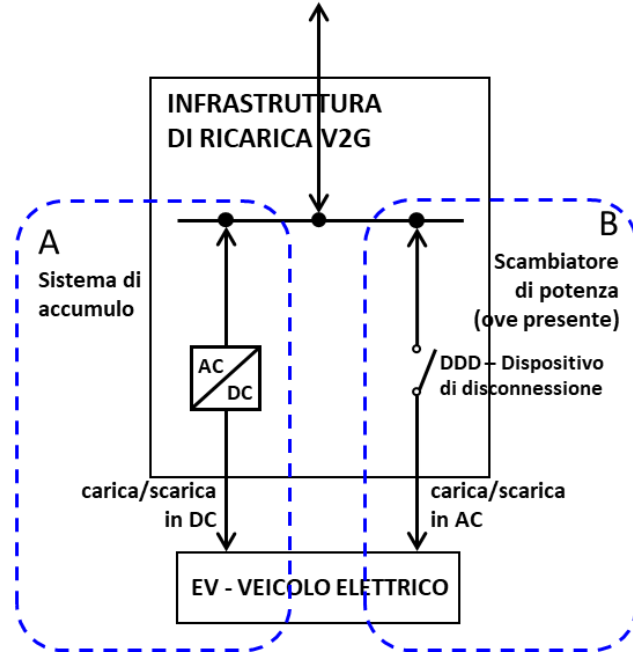 INFRASTRUTTURA
DI RICARICA V2G
A
Sistema di
accumulo
B
Scambiatore
di potenza
(ove presente)
AC
DC
DDD – Dispositivo
di disconnessione
carica/scarica
in DC
carica/scarica
in AC
EV - VEICOLO ELETTRICO